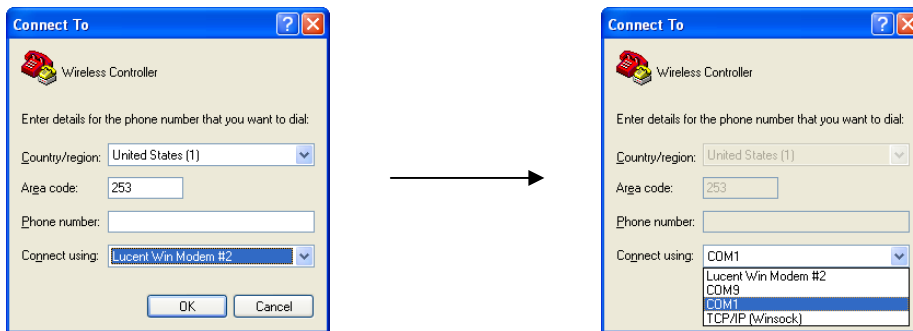 Connect To
Wireless Controller
Enter details for the phone number that you want to dial:
Country/region: United States (1)
Area code: 253
Phone number:
Connect using: Lucent Win Modem #2
OK Cancel
Connect To
Wireless Controller
Enter details for the phone number that you want to dial:
Country/region: United States (1)
Area code: 253
Phone number:
Connect using: COM1
Lucent Win Modem #2
COM9
COM1
TCP/IP (Winsock)